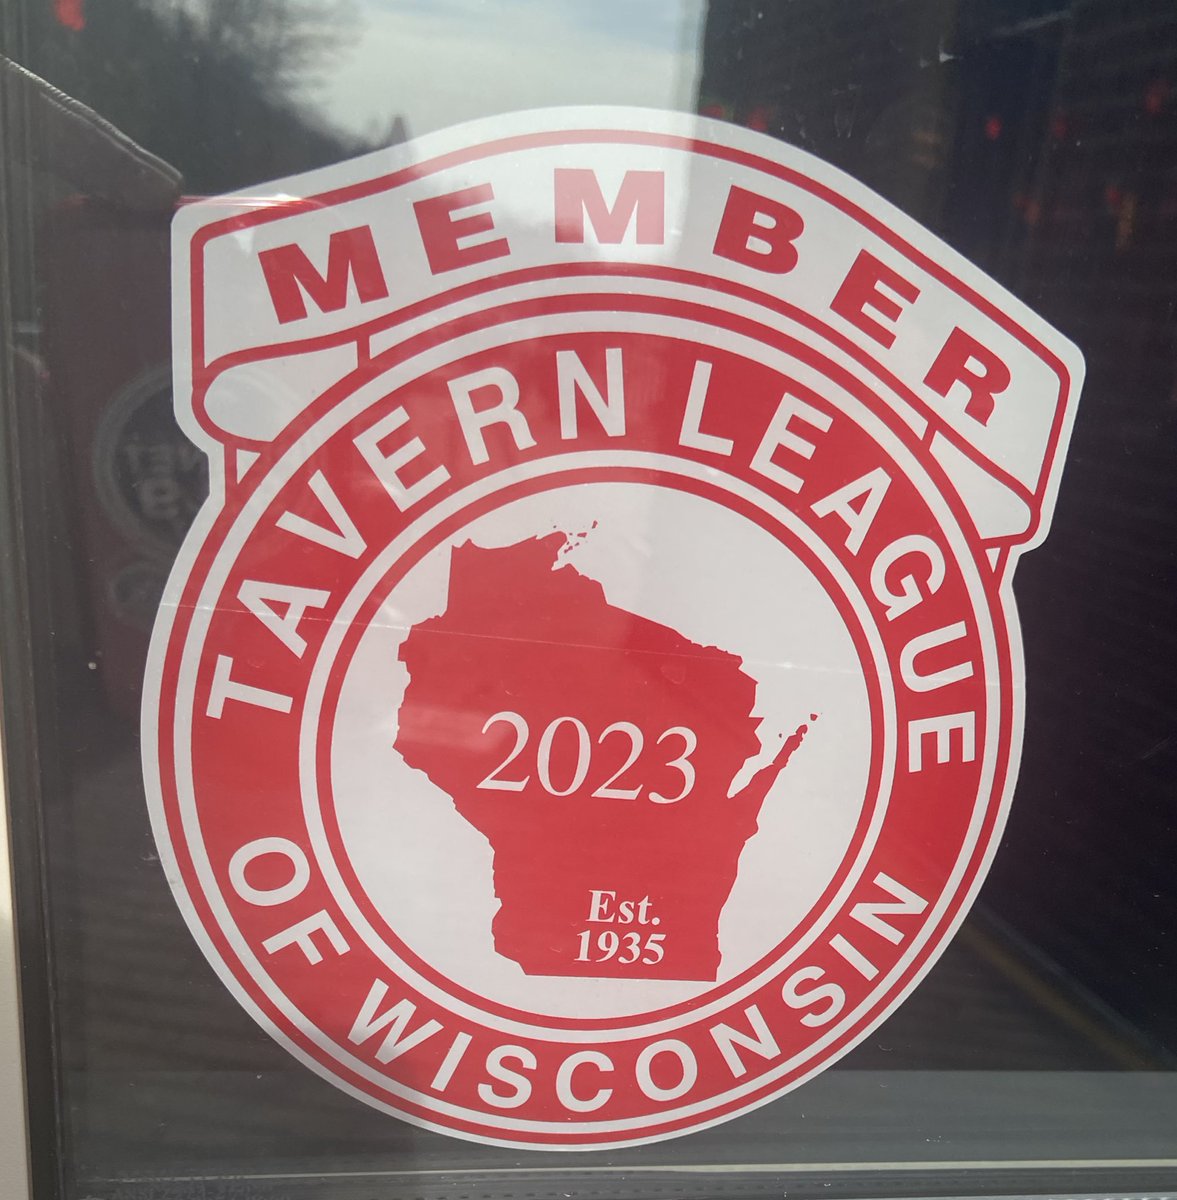 MEMBER
TAVERN LEAGUE
OF WISCONSIN
2023
Est.
1935